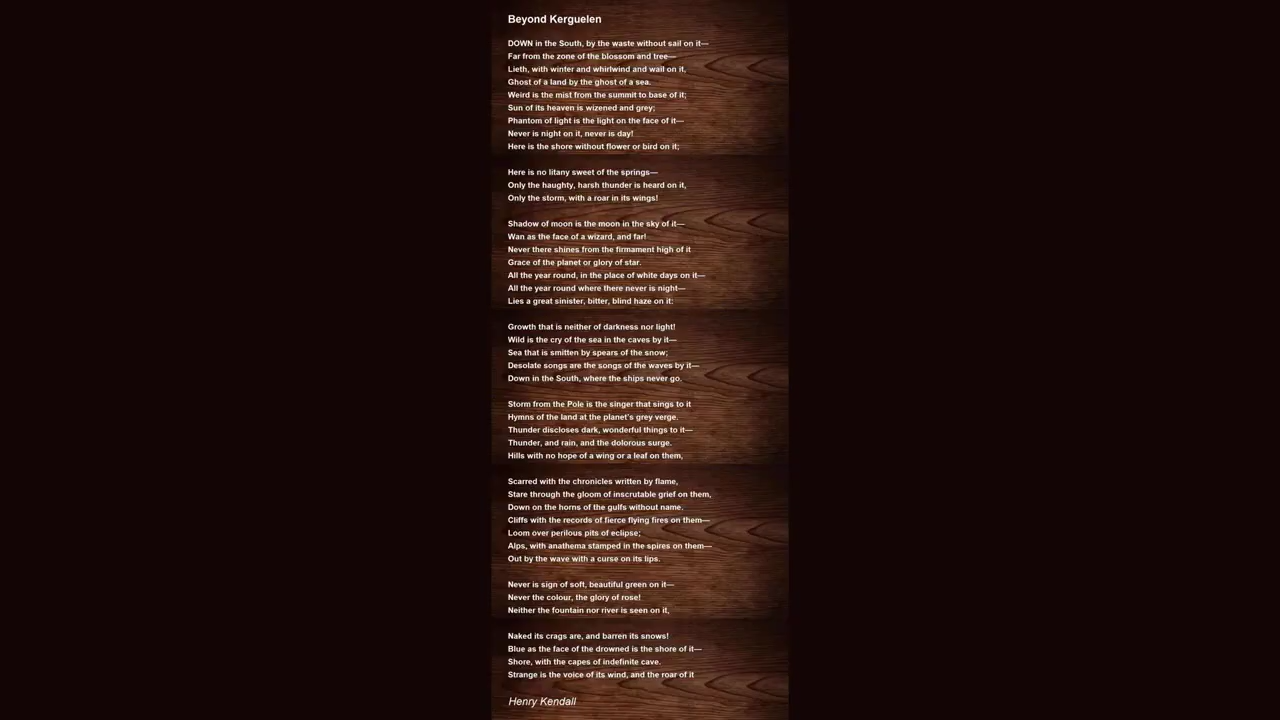 Beyond Kerguelen
DOWN in the South, by the waste without sail on it—
Far from the zone of the blossom and tree—
Lieth, with winter and whirlwind and wail on it,
Ghost of a land by the ghost of a sea.
Weird is the mist from the summit to base of it;
Sun of its heaven is wizened and grey;
Phantom of light is the light on the face of it—
Never is night on it, never is day!
Here is the shore without flower or bird on it;
Here is no litany sweet of the springs—
Only the haughty, harsh thunder is heard on it,
Only the storm, with a roar in its wings!
Shadow of moon is the moon in the sky of it—
Wan as the face of a wizard, and far!
Never there shines from the firmament high of it
Grace of the planet or glory of star.
All the year round, in the place of white days on it—
All the year round where there never is night—
Lies a great sinister, bitter, blind haze on it:
Growth that is neither of darkness nor light!
Wild is the cry of the sea in the caves by it—
Sea that is smitten by spears of the snow;
Desolate songs are the songs of the waves by it—
Down in the South, where the ships never go.
Storm from the Pole is the singer that sings to it
Hymns of the land at the planet's grey verge.
Thunder discloses dark, wonderful things to it—
Thunder, and rain, and the dolorous surge.
Hills with no hope of a wing or a leaf on them,
Scarred with the chronicles written by flame,
Stare through the gloom of inscrutable grief on them,
Down on the horns of the gulfs without name.
Cliffs with the records of fierce flying fires on them—
Loom over perilous pits of eclipse;
Alps, with anathema stamped in the spires on them—
Out by the wave with a curse on its lips.
Never is sign of soft, beautiful green on it—
Never the colour, the glory of rose!
Neither the fountain nor river is seen on it,
Naked its crags are, and barren its snows!
Blue as the face of the drowned is the shore of it—
Shore, with the capes of indefinite cave.
Strange is the voice of its wind, and the roar of it
Henry Kendall